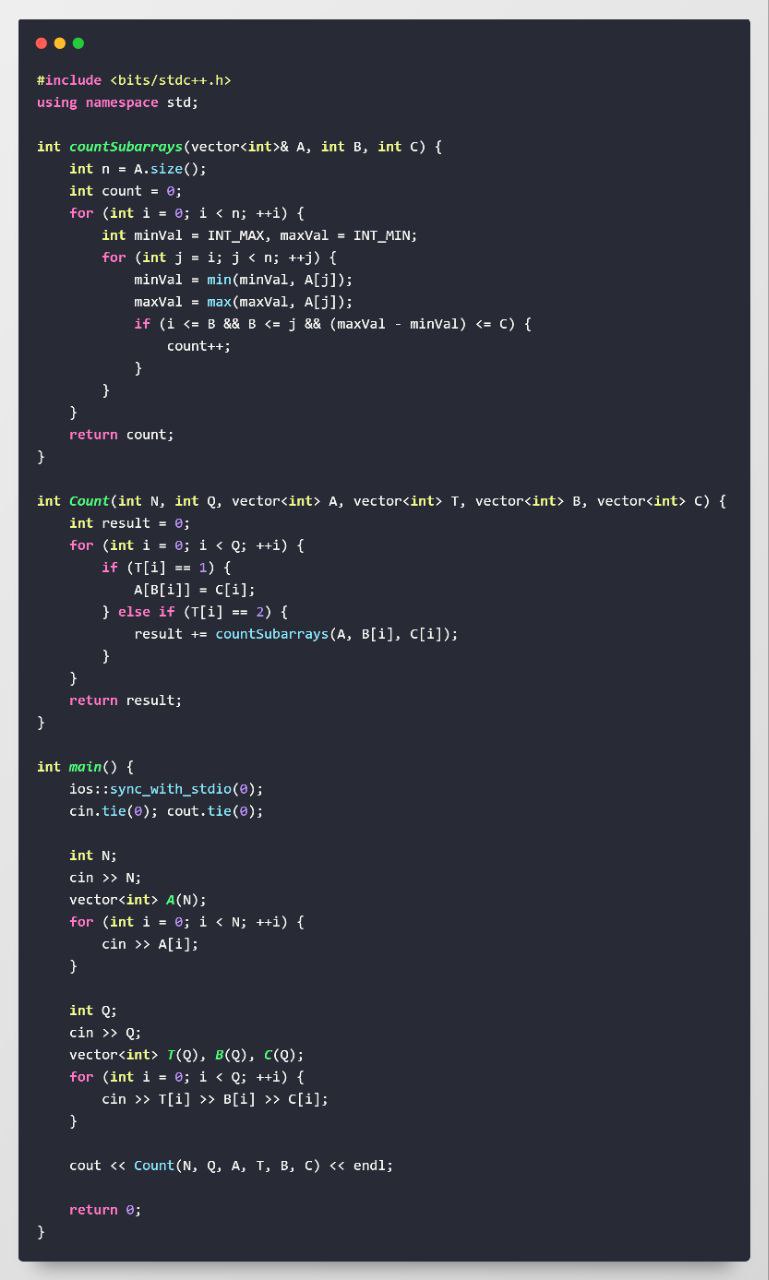 #include <bits/stdc++.h>
using namespace std;

int countSubarrays(vector<int>& A, int B, int C) {
    int n = A.size();
    int count = 0;
    for (int i = 0; i < n; ++i) {
        int minVal = INT_MAX, maxVal = INT_MIN;
        for (int j = i; j < n; ++j) {
            minVal = min(minVal, A[j]);
            maxVal = max(maxVal, A[j]);
            if (i <= B && B <= j && (maxVal - minVal) <= C) {
                count++;
            }
        }
    }
    return count;
}

int Count(int N, int Q, vector<int> A, vector<int> T, vector<int> B, vector<int> C) {
    int result = 0;
    for (int i = 0; i < Q; ++i) {
        if (T[i] == 1) {
            A[B[i]] = C[i];
        } else if (T[i] == 2) {
            result += countSubarrays(A, B[i], C[i]);
        }
    }
    return result;
}

int main() {
    ios::sync_with_stdio(0);
    cin.tie(0); cout.tie(0);

    int N;
    cin >> N;
    vector<int> A(N);
    for (int i = 0; i < N; ++i) {
        cin >> A[i];
    }

    int Q;
    cin >> Q;
    vector<int> T(Q), B(Q), C(Q);
    for (int i = 0; i < Q; ++i) {
        cin >> T[i] >> B[i] >> C[i];
    }

    cout << Count(N, Q, A, T, B, C) << endl;

    return 0;
}